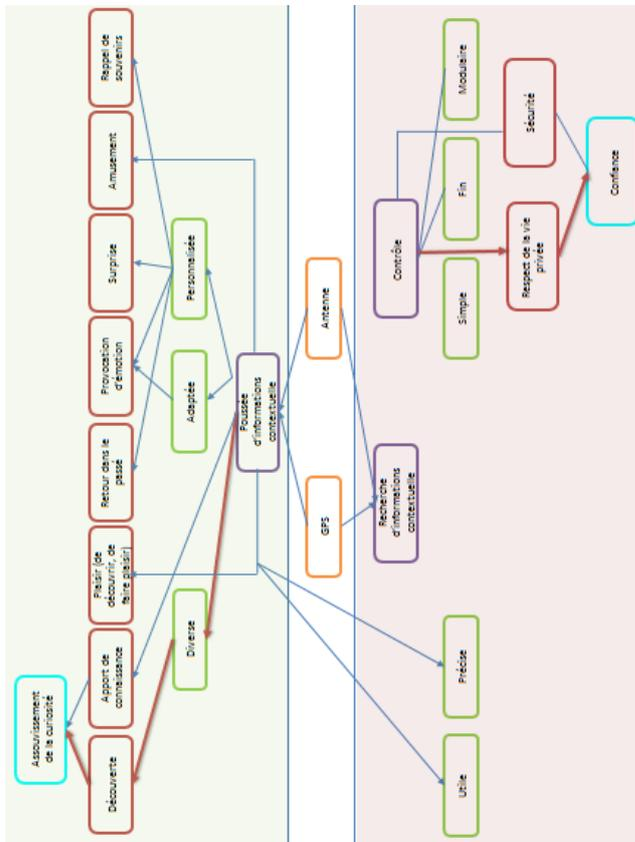 Assouvissement
de la curiosité
Découverte
Apport de
connaissance
Plaisir (de
découvrir, de
faire plaisir)
Retour dans le
passé
Provocation
d'émotion
Surprise
Amusement
Rappel de
souvenirs
Diverse
Adaptée
Personnalisée
Poussée
d'informations
contextuelle
GPS
Antenne
Recherche
d'informations
contextuelle
Contrôle
Utile
Précise
Simple
Fin
Modulaire
Respect de la vie
privée
Sécurité
Confiance